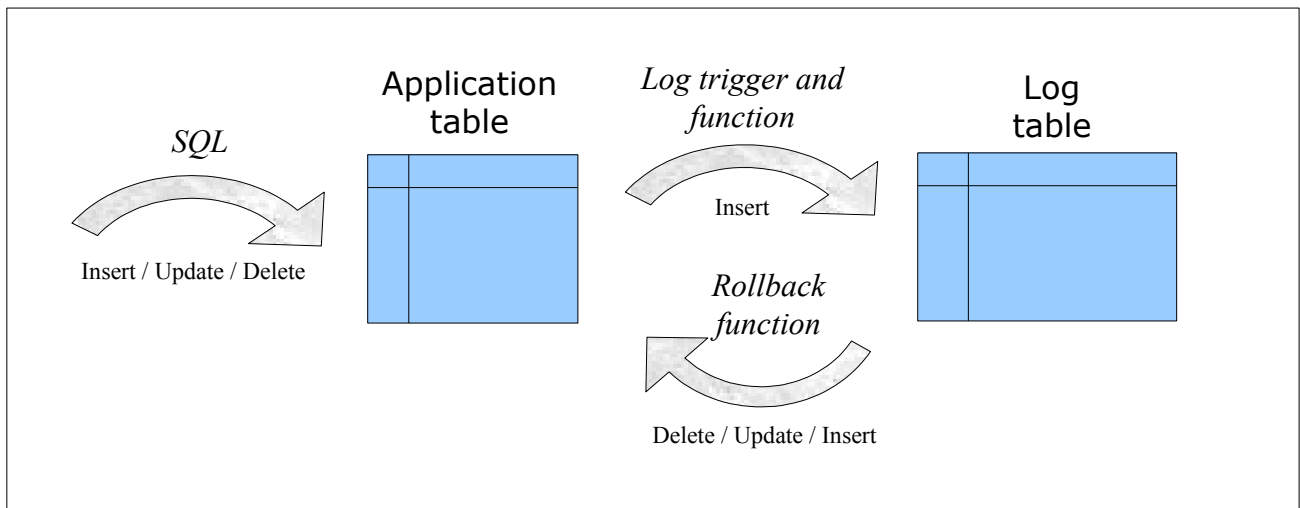 Application
table
Log trigger and
function
Log
table
SQL
Insert
Insert / Update / Delete
Rollback
function
Delete / Update / Insert